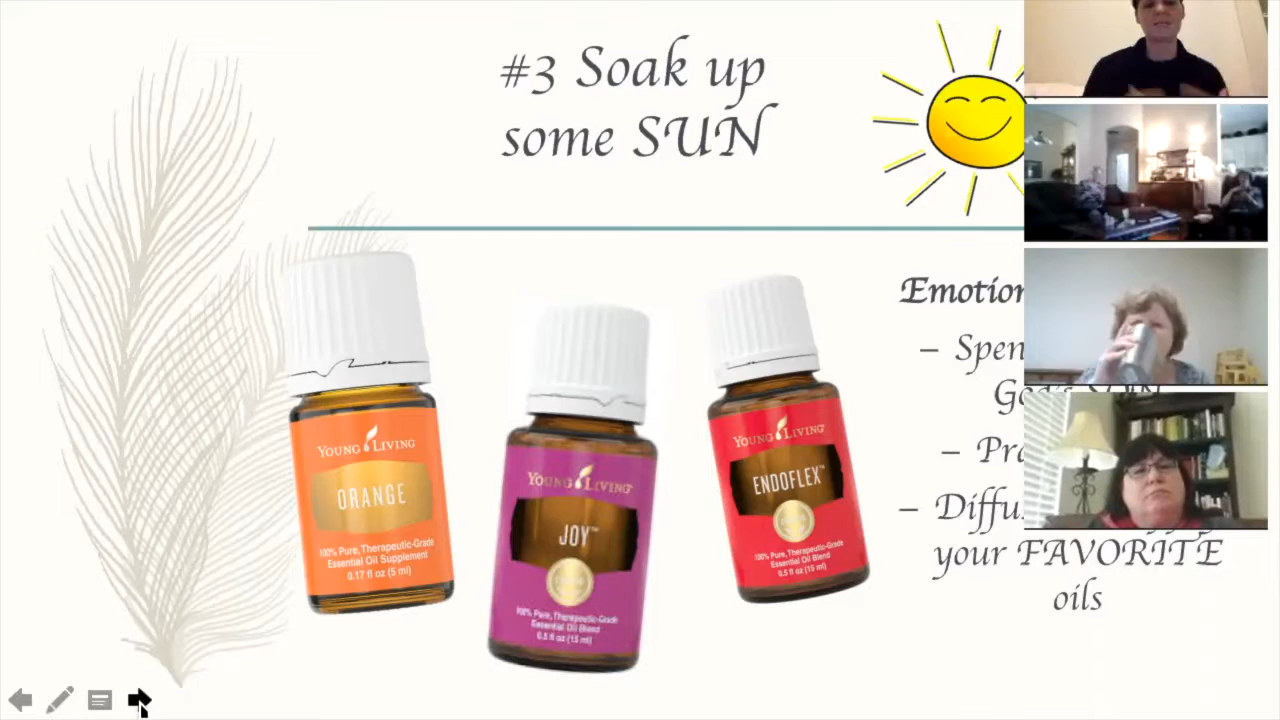 #3 Soak up
some SUN
YOUNG LIVING
ORANGE
100% Pure, Therapeutic-Grade
Essential Oil Supplement
0.17 fl oz (5 ml)
YOUNG LIVING
JOY™
100% Pure, Therapeutic-Grade
Essential Oil Blend
0.5 fl oz (15 ml)
YOUNG LIVING
ENDOFLEX™
100% Pure, Therapeutic-Grade
Essential Oil Blend
0.5 fl oz (15 ml)
Emotion
– Spen
– Pro
– Diffu
your FAVORITE
oils